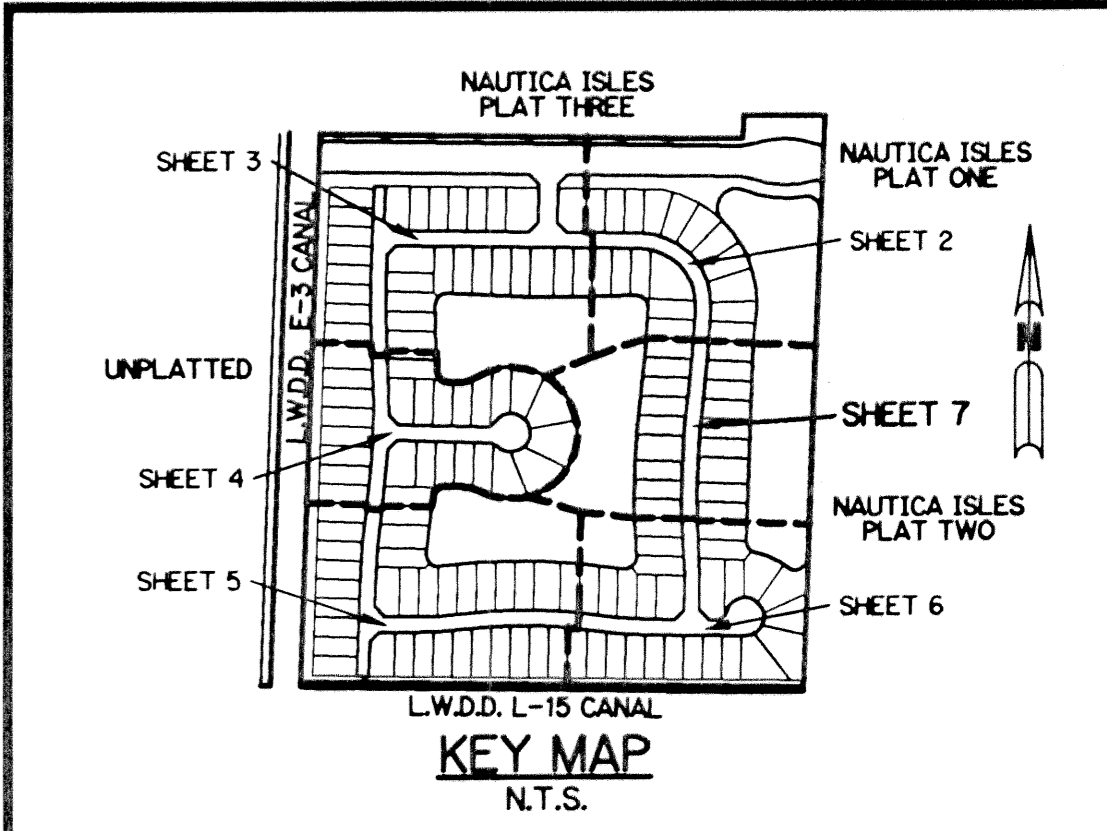 NAUTICA ISLES
PLAT THREE
SHEET 3
NAUTICA ISLES
PLAT ONE
SHEET 2
L.W.D.D. E-3 CANAL
N
UNPLATTED
SHEET 7
SHEET 4
NAUTICA ISLES
PLAT TWO
SHEET 5
SHEET 6
L.W.D.D. L-15 CANAL
KEY MAP
N.T.S.